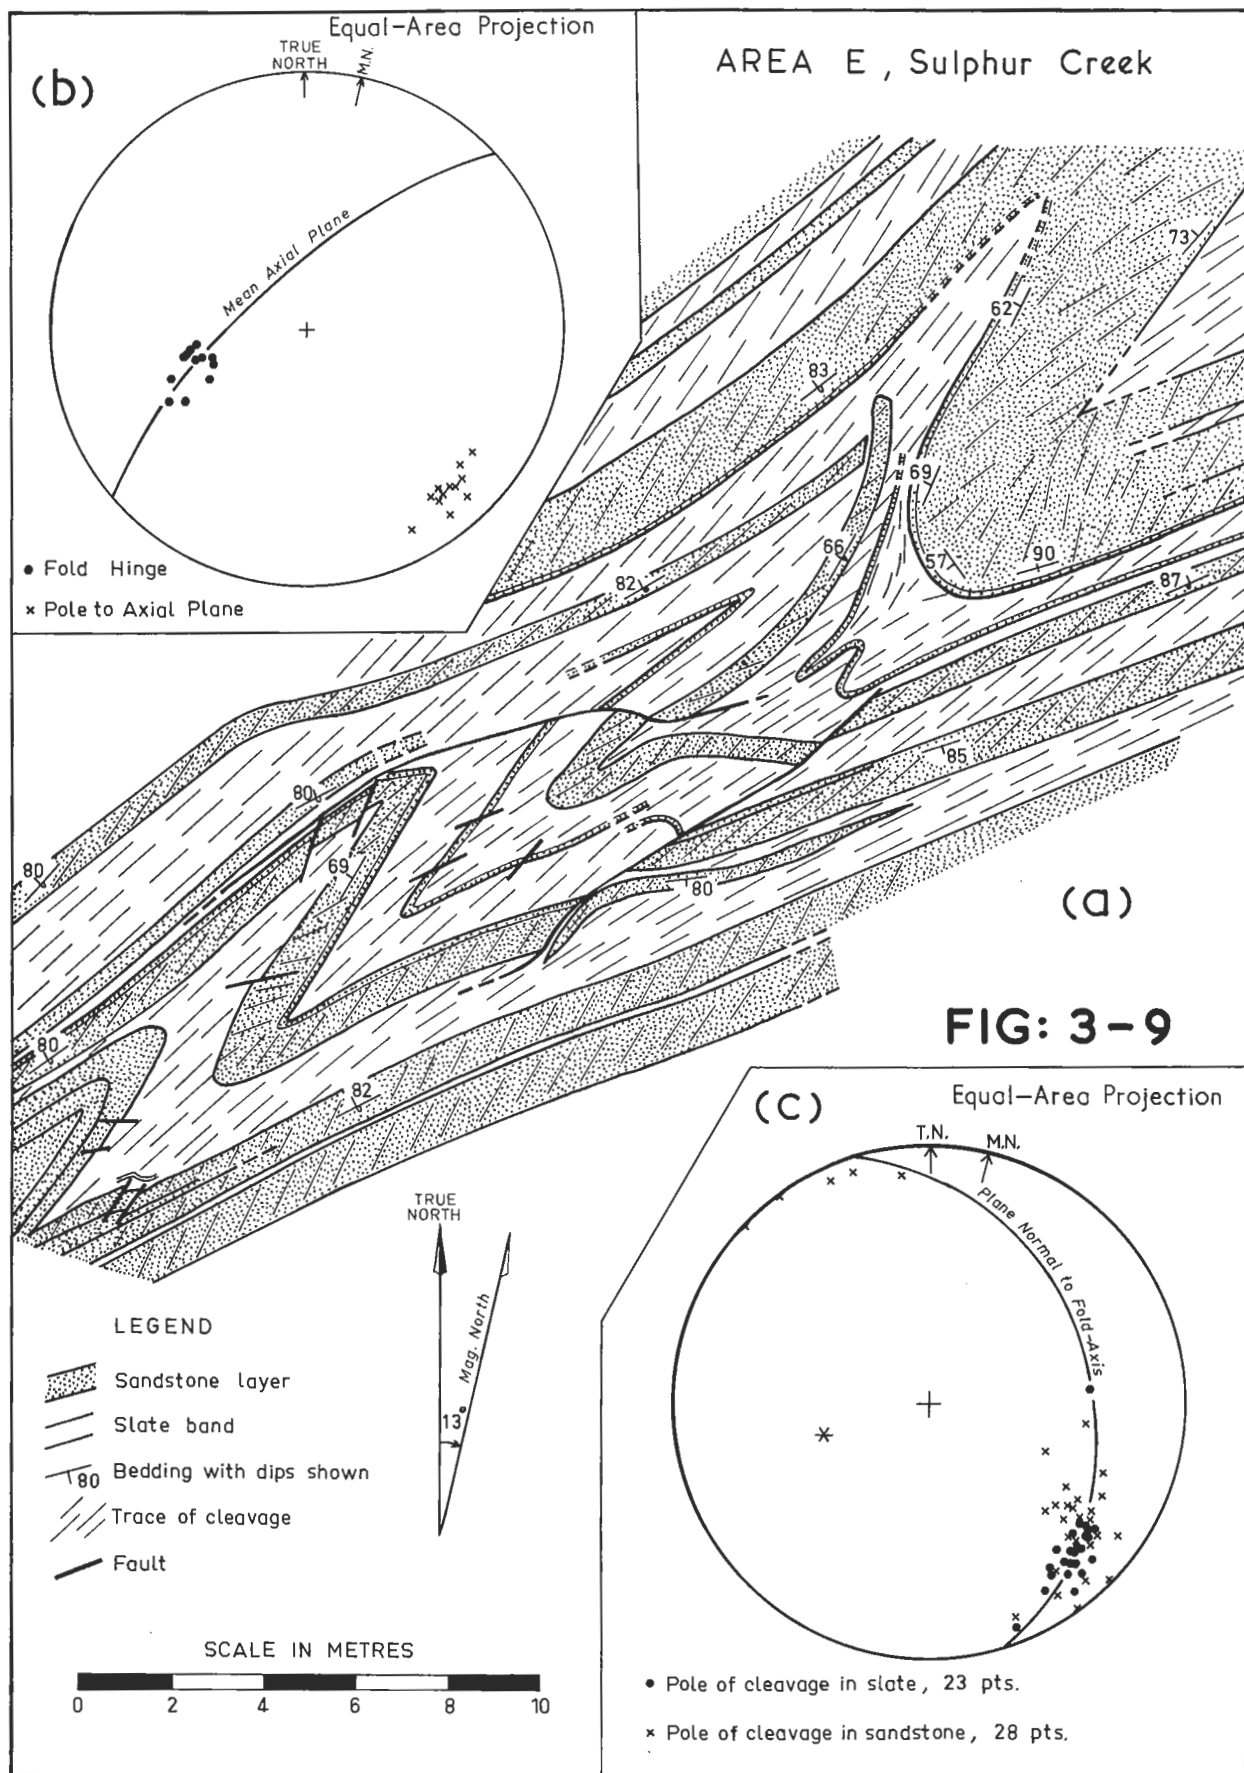 Equal-Area Projection
TRUE
NORTH
M.N.
(b)
Mean Axial Plane
Fold Hinge
Pole to Axial Plane
AREA E, Sulphur Creek
73
62
83
69
66
57
90
82
87
85
80
80
69
80
80
82
(a)
FIG: 3-9
Equal-Area Projection
(c)
T.N.
M.N.
Plane Normal to Fold-Axis
Pole of cleavage in slate, 23 pts.
Pole of cleavage in sandstone, 28 pts.
TRUE
NORTH
Mag. North
13°
LEGEND
Sandstone layer
Slate band
80 Bedding with dips shown
Trace of cleavage
Fault
SCALE IN METRES
0 2 4 6 8 10